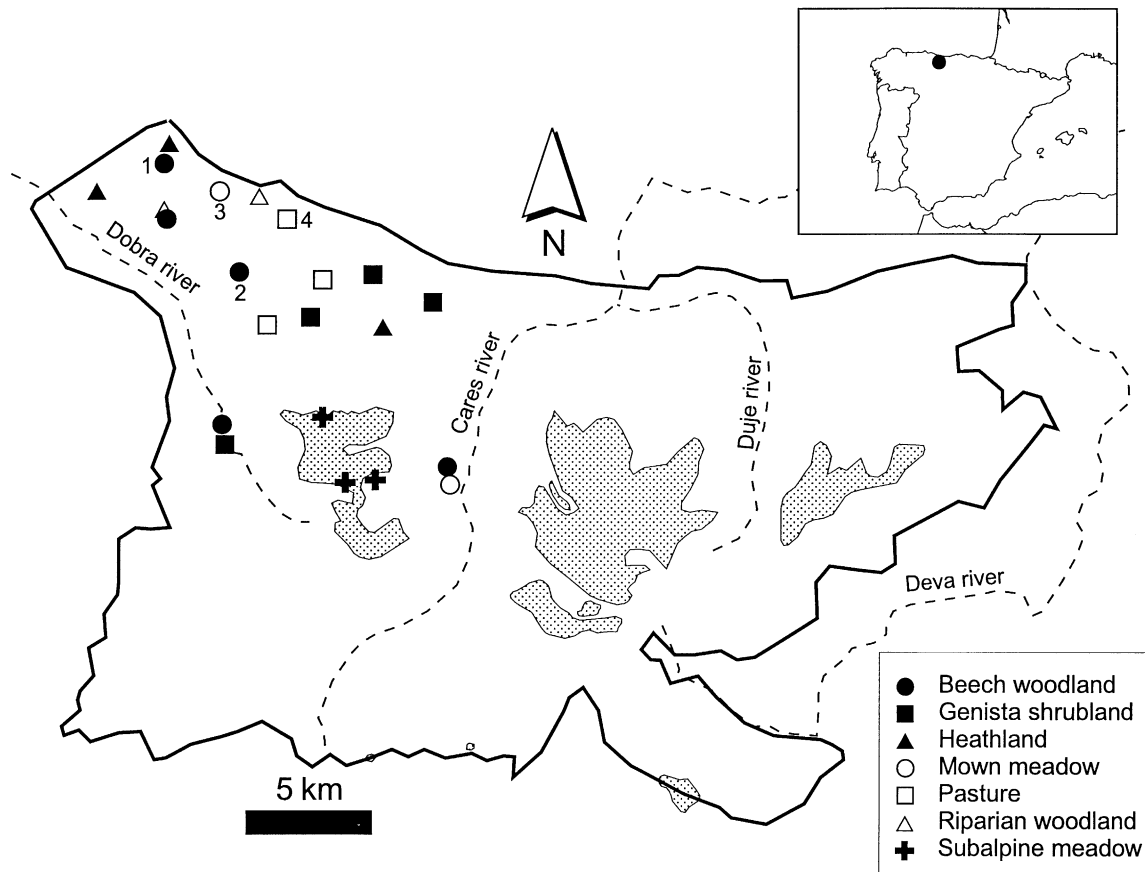 1
3
4
Dobra river
N
2
Cares river
Duje river
Deva river
Beech woodland
Genista shrubland
Heathland
Mown meadow
Pasture
Riparian woodland
Subalpine meadow
5 km